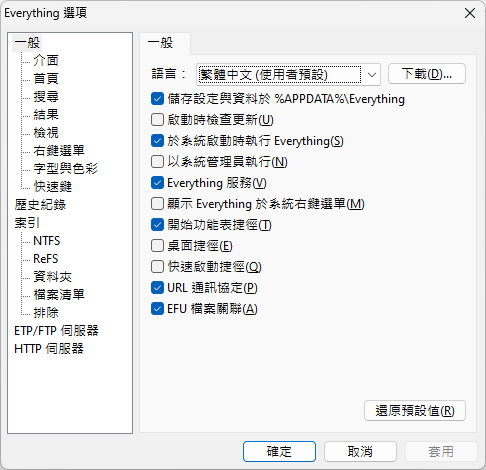 Everything 選項
一般
介面
首頁
搜尋
結果
檢視
右鍵選單
字型與色彩
快速鍵
歷史紀錄
索引
NTFS
ReFS
資料夾
檔案清單
排除
ETP/FTP 伺服器
HTTP 伺服器
一般
語言： 繁體中文 (使用者預設) 下載(D)...
儲存設定與資料於 %APPDATA%\Everything
啟動時檢查更新(U)
於系統啟動時執行 Everything(S)
以系統管理員執行(N)
Everything 服務(V)
顯示 Everything 於系統右鍵選單(M)
開始功能表捷徑(T)
桌面捷徑(E)
快速啟動捷徑(Q)
URL 通訊協定(P)
EFU 檔案關聯(A)
還原預設值(R)
確定 取消 套用